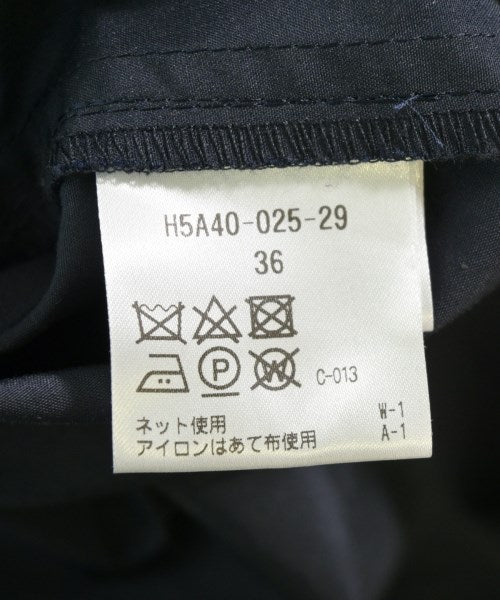 H5A40-025-29
36
P W C-013
ネット使用 W-1
アイロンはあて布使用 A-1